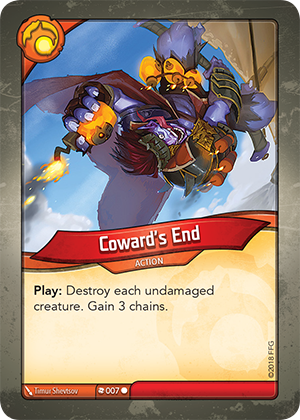 Coward's End
ACTION
Play: Destroy each undamaged
creature. Gain 3 chains.
Timur Shevtsov
007
©2018 FFG